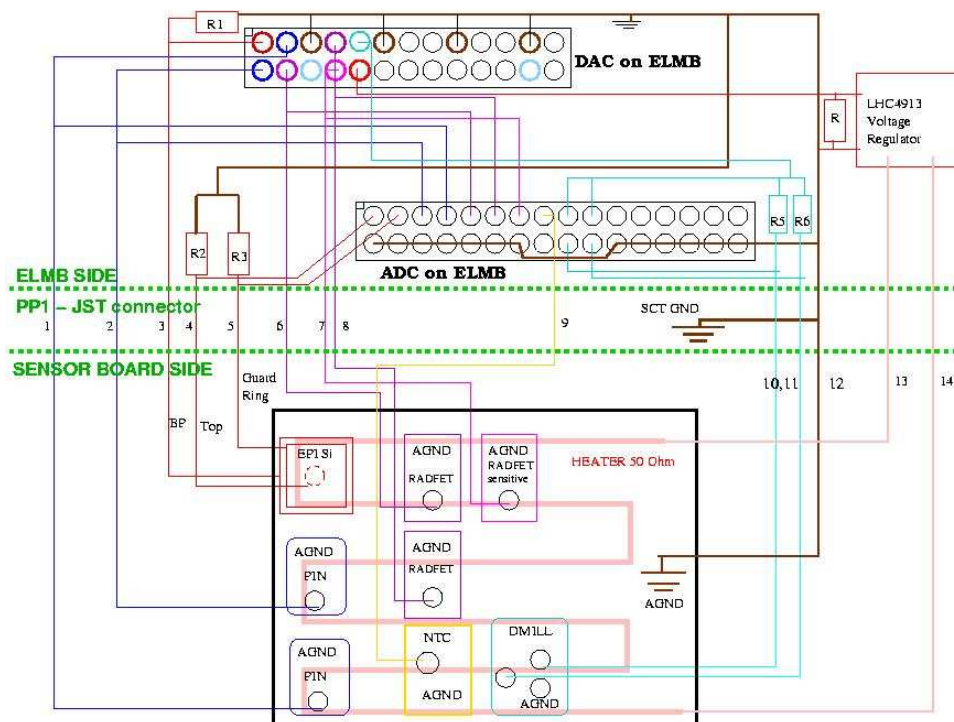 R1
DAC on ELMB
LHC4913
Voltage
Regulator
R
R5
R6
R2
R3
ADC on ELMB
ELMB SIDE
PP1 – JST connector
1
2
3
4
5
6
7
8
9
SCT GND
SENSOR BOARD SIDE
10,11
12
13
14
Guard
Ring
BP
Top
EPI Si
AGND
RADFET
AGND
RADFET
sensitive
HEATER 50 Ohm
AGND
PIN
AGND
RADFET
AGND
AGND
PIN
NTC
AGND
DMILL
AGND